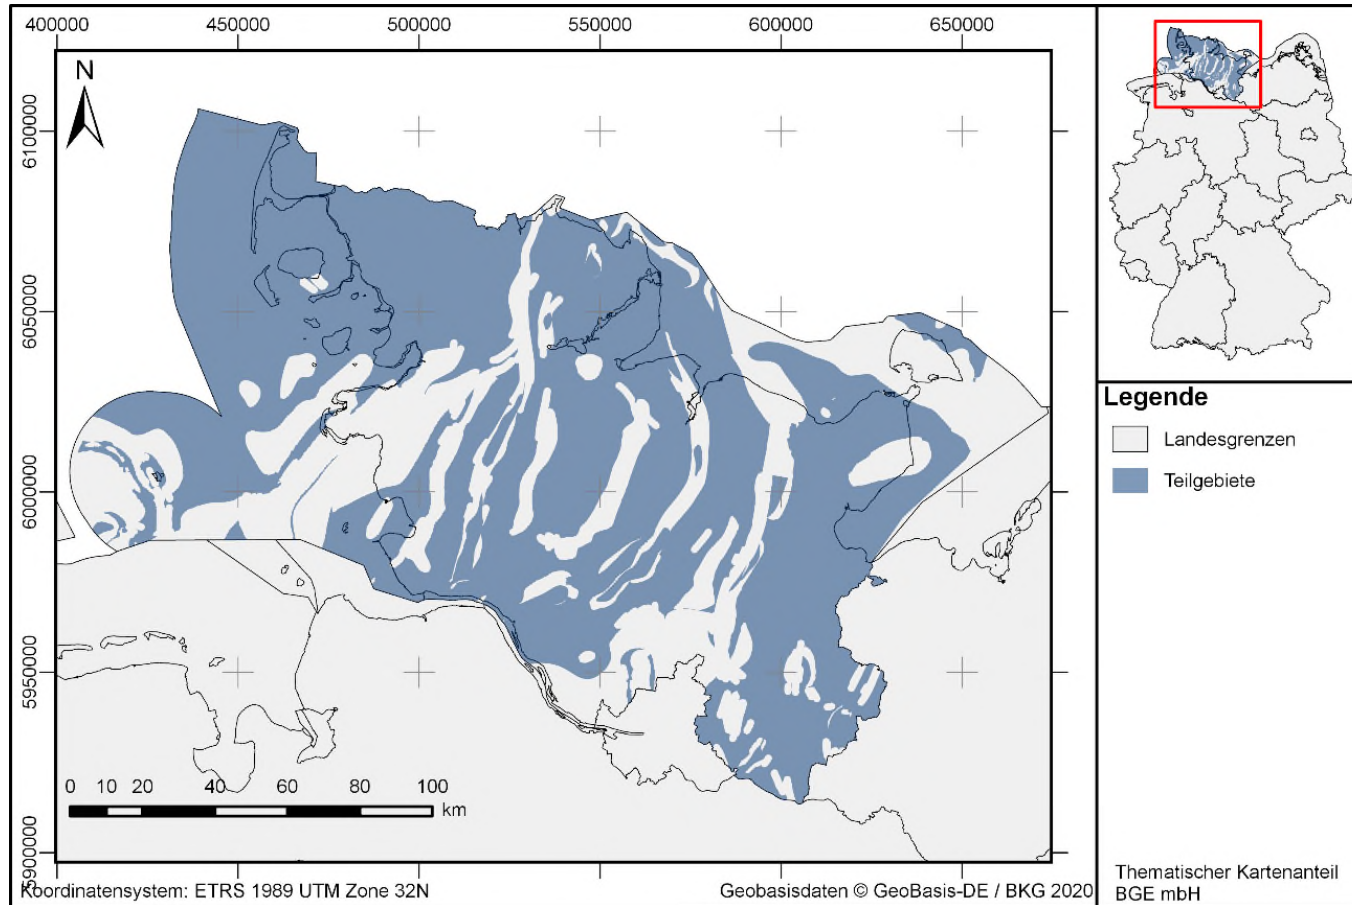 400000 450000 500000 550000 600000 650000
N
6100000
6050000
6000000
5950000
5900000
0 10 20 40 60 80 100
km
Koordinatensystem: ETRS 1989 UTM Zone 32N
Geobasisdaten © GeoBasis-DE / BKG 2020
Legende
Landesgrenzen
Teilgebiete
Thematischer Kartenanteil
BGE mbH